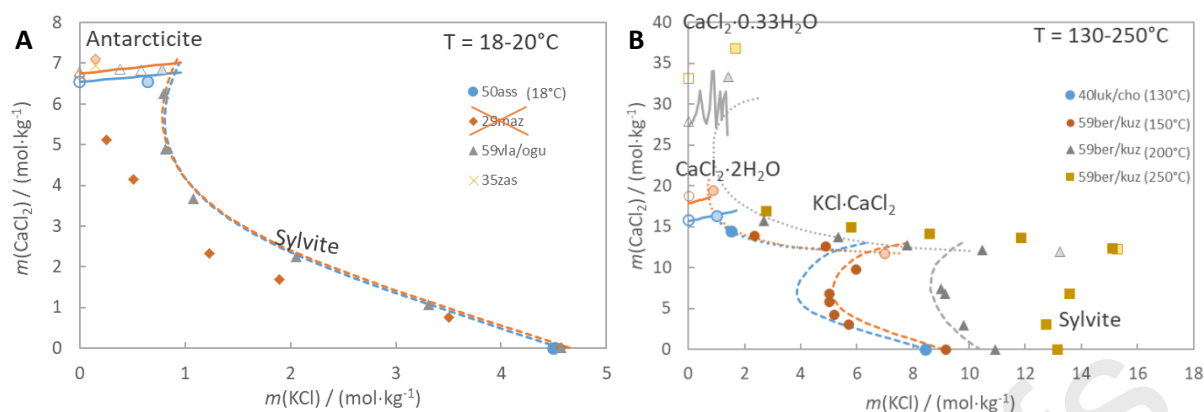 A
Antarcticite
T = 18-20°C
50ass (18°C)
29maz
59vla/ogu
35zas
Sylvite
m(CaCl₂) / (mol·kg⁻¹)
8
7
6
5
4
3
2
1
0
0 1 2 3 4 5
m(KCl) / (mol·kg⁻¹)
B
CaCl₂·0.33H₂O
T = 130-250°C
40luk/cho (130°C)
59ber/kuz (150°C)
59ber/kuz (200°C)
59ber/kuz (250°C)
CaCl₂·2H₂O
KCl·CaCl₂
Sylvite
m(CaCl₂) / (mol·kg⁻¹)
40
35
30
25
20
15
10
5
0
0 2 4 6 8 10 12 14 16 18
m(KCl) / (mol·kg⁻¹)